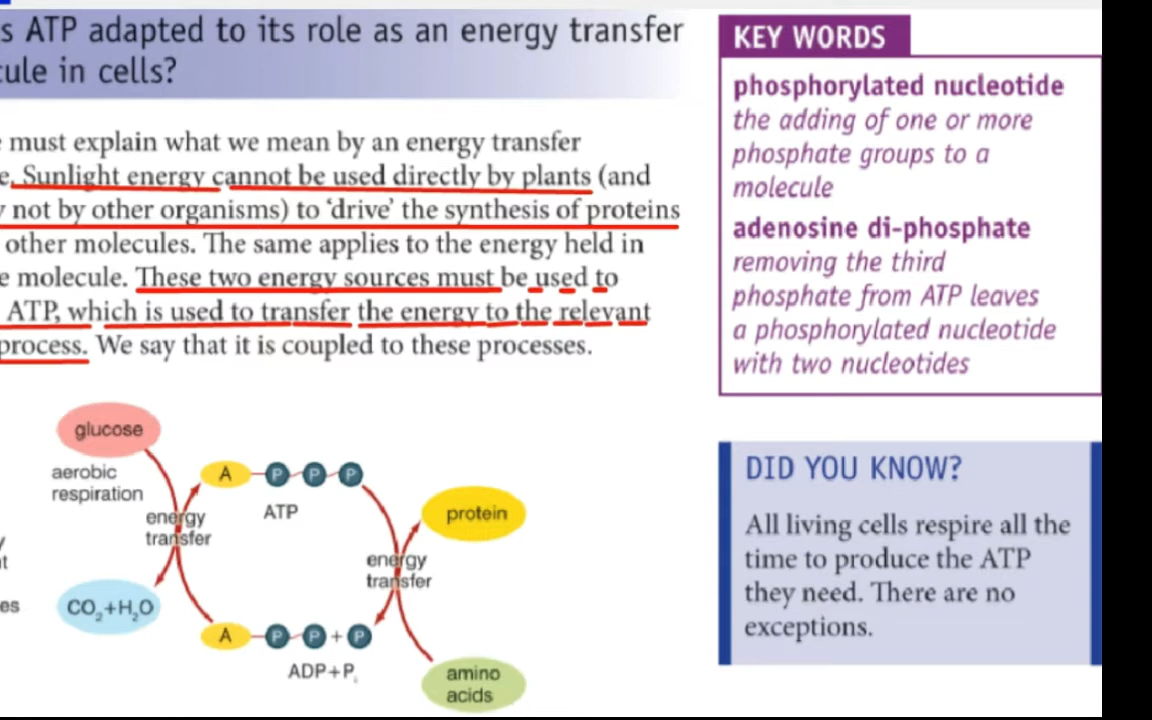 s ATP adapted to its role as an energy transfer
cule in cells?
must explain what we mean by an energy transfer
e. Sunlight energy cannot be used directly by plants (and
y not by other organisms) to ‘drive’ the synthesis of proteins
other molecules. The same applies to the energy held in
e molecule. These two energy sources must be used to
ATP, which is used to transfer the energy to the relevant
process. We say that it is coupled to these processes.
glucose
aerobic
respiration
energy
transfer
CO₂+H₂O
A P P P
ATP
A P P + P
ADP+Pᵢ
protein
energy
transfer
amino
acids
y
t
es
KEY WORDS
phosphorylated nucleotide
the adding of one or more
phosphate groups to a
molecule
adenosine di-phosphate
removing the third
phosphate from ATP leaves
a phosphorylated nucleotide
with two nucleotides
DID YOU KNOW?
All living cells respire all the
time to produce the ATP
they need. There are no
exceptions.